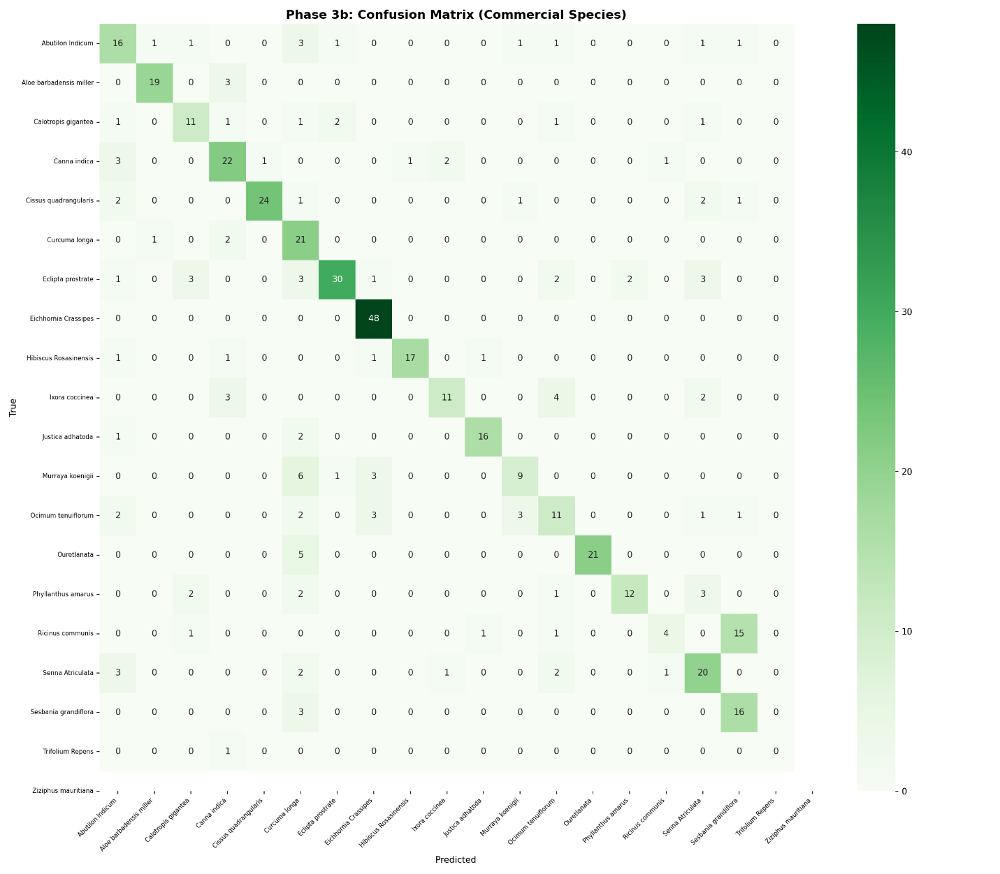 Phase 3b: Confusion Matrix (Commercial Species)
Abutilon Indicum 16 1 1 0 0 3 1 0 0 0 0 1 1 0 0 0 1 1 0
Aloe barbadensis miller 0 19 0 3 0 0 0 0 0 0 0 0 0 0 0 0 0 0 0
Calotropis gigantea 1 0 11 1 0 1 2 0 0 0 0 0 1 0 0 0 1 0 0
Canna indica 3 0 0 22 1 0 0 0 1 2 0 0 0 0 0 1 0 0 0
Cissus quadrangularis 2 0 0 0 24 1 0 0 0 0 0 1 0 0 0 0 2 1 0
Curcuma longa 0 1 0 2 0 21 0 0 0 0 0 0 0 0 0 0 0 0 0
Eclipta prostrate 1 0 3 0 0 3 30 1 0 0 0 0 2 0 2 0 3 0 0
Eichhornia Crassipes 0 0 0 0 0 0 0 48 0 0 0 0 0 0 0 0 0 0 0
Hibiscus Rosasinensis 1 0 0 1 0 0 0 1 17 0 1 0 0 0 0 0 0 0 0
Ixora coccinea 0 0 0 3 0 0 0 0 0 11 0 0 4 0 0 0 2 0 0
Justica adhatoda 1 0 0 0 0 2 0 0 0 0 16 0 0 0 0 0 0 0 0
Murraya koenigii 0 0 0 0 0 6 1 3 0 0 0 9 0 0 0 0 0 0 0
Ocimum tenuiflorum 2 0 0 0 0 2 0 3 0 0 0 3 11 0 0 0 1 1 0
Ouretlanata 0 0 0 0 0 5 0 0 0 0 0 0 0 21 0 0 0 0 0
Phyllanthus amarus 0 0 2 0 0 2 0 0 0 0 0 0 1 0 12 0 3 0 0
Ricinus communis 0 0 1 0 0 0 0 0 0 0 1 0 1 0 0 4 0 15 0
Senna Atriculata 3 0 0 0 0 2 0 0 0 1 0 0 2 0 0 1 20 0 0
Sesbania grandiflora 0 0 0 0 0 3 0 0 0 0 0 0 0 0 0 0 0 16 0
Trifolium Repens 0 0 0 1 0 0 0 0 0 0 0 0 0 0 0 0 0 0 0
Ziziphus mauritiana
True
Abutilon Indicum
Aloe barbadensis miller
Calotropis gigantea
Canna indica
Cissus quadrangularis
Curcuma longa
Eclipta prostrate
Eichhornia Crassipes
Hibiscus Rosasinensis
Ixora coccinea
Justica adhatoda
Murraya koenigii
Ocimum tenuiflorum
Ouretlanata
Phyllanthus amarus
Ricinus communis
Senna Atriculata
Sesbania grandiflora
Trifolium Repens
Ziziphus mauritiana
Predicted
40
30
20
10
0